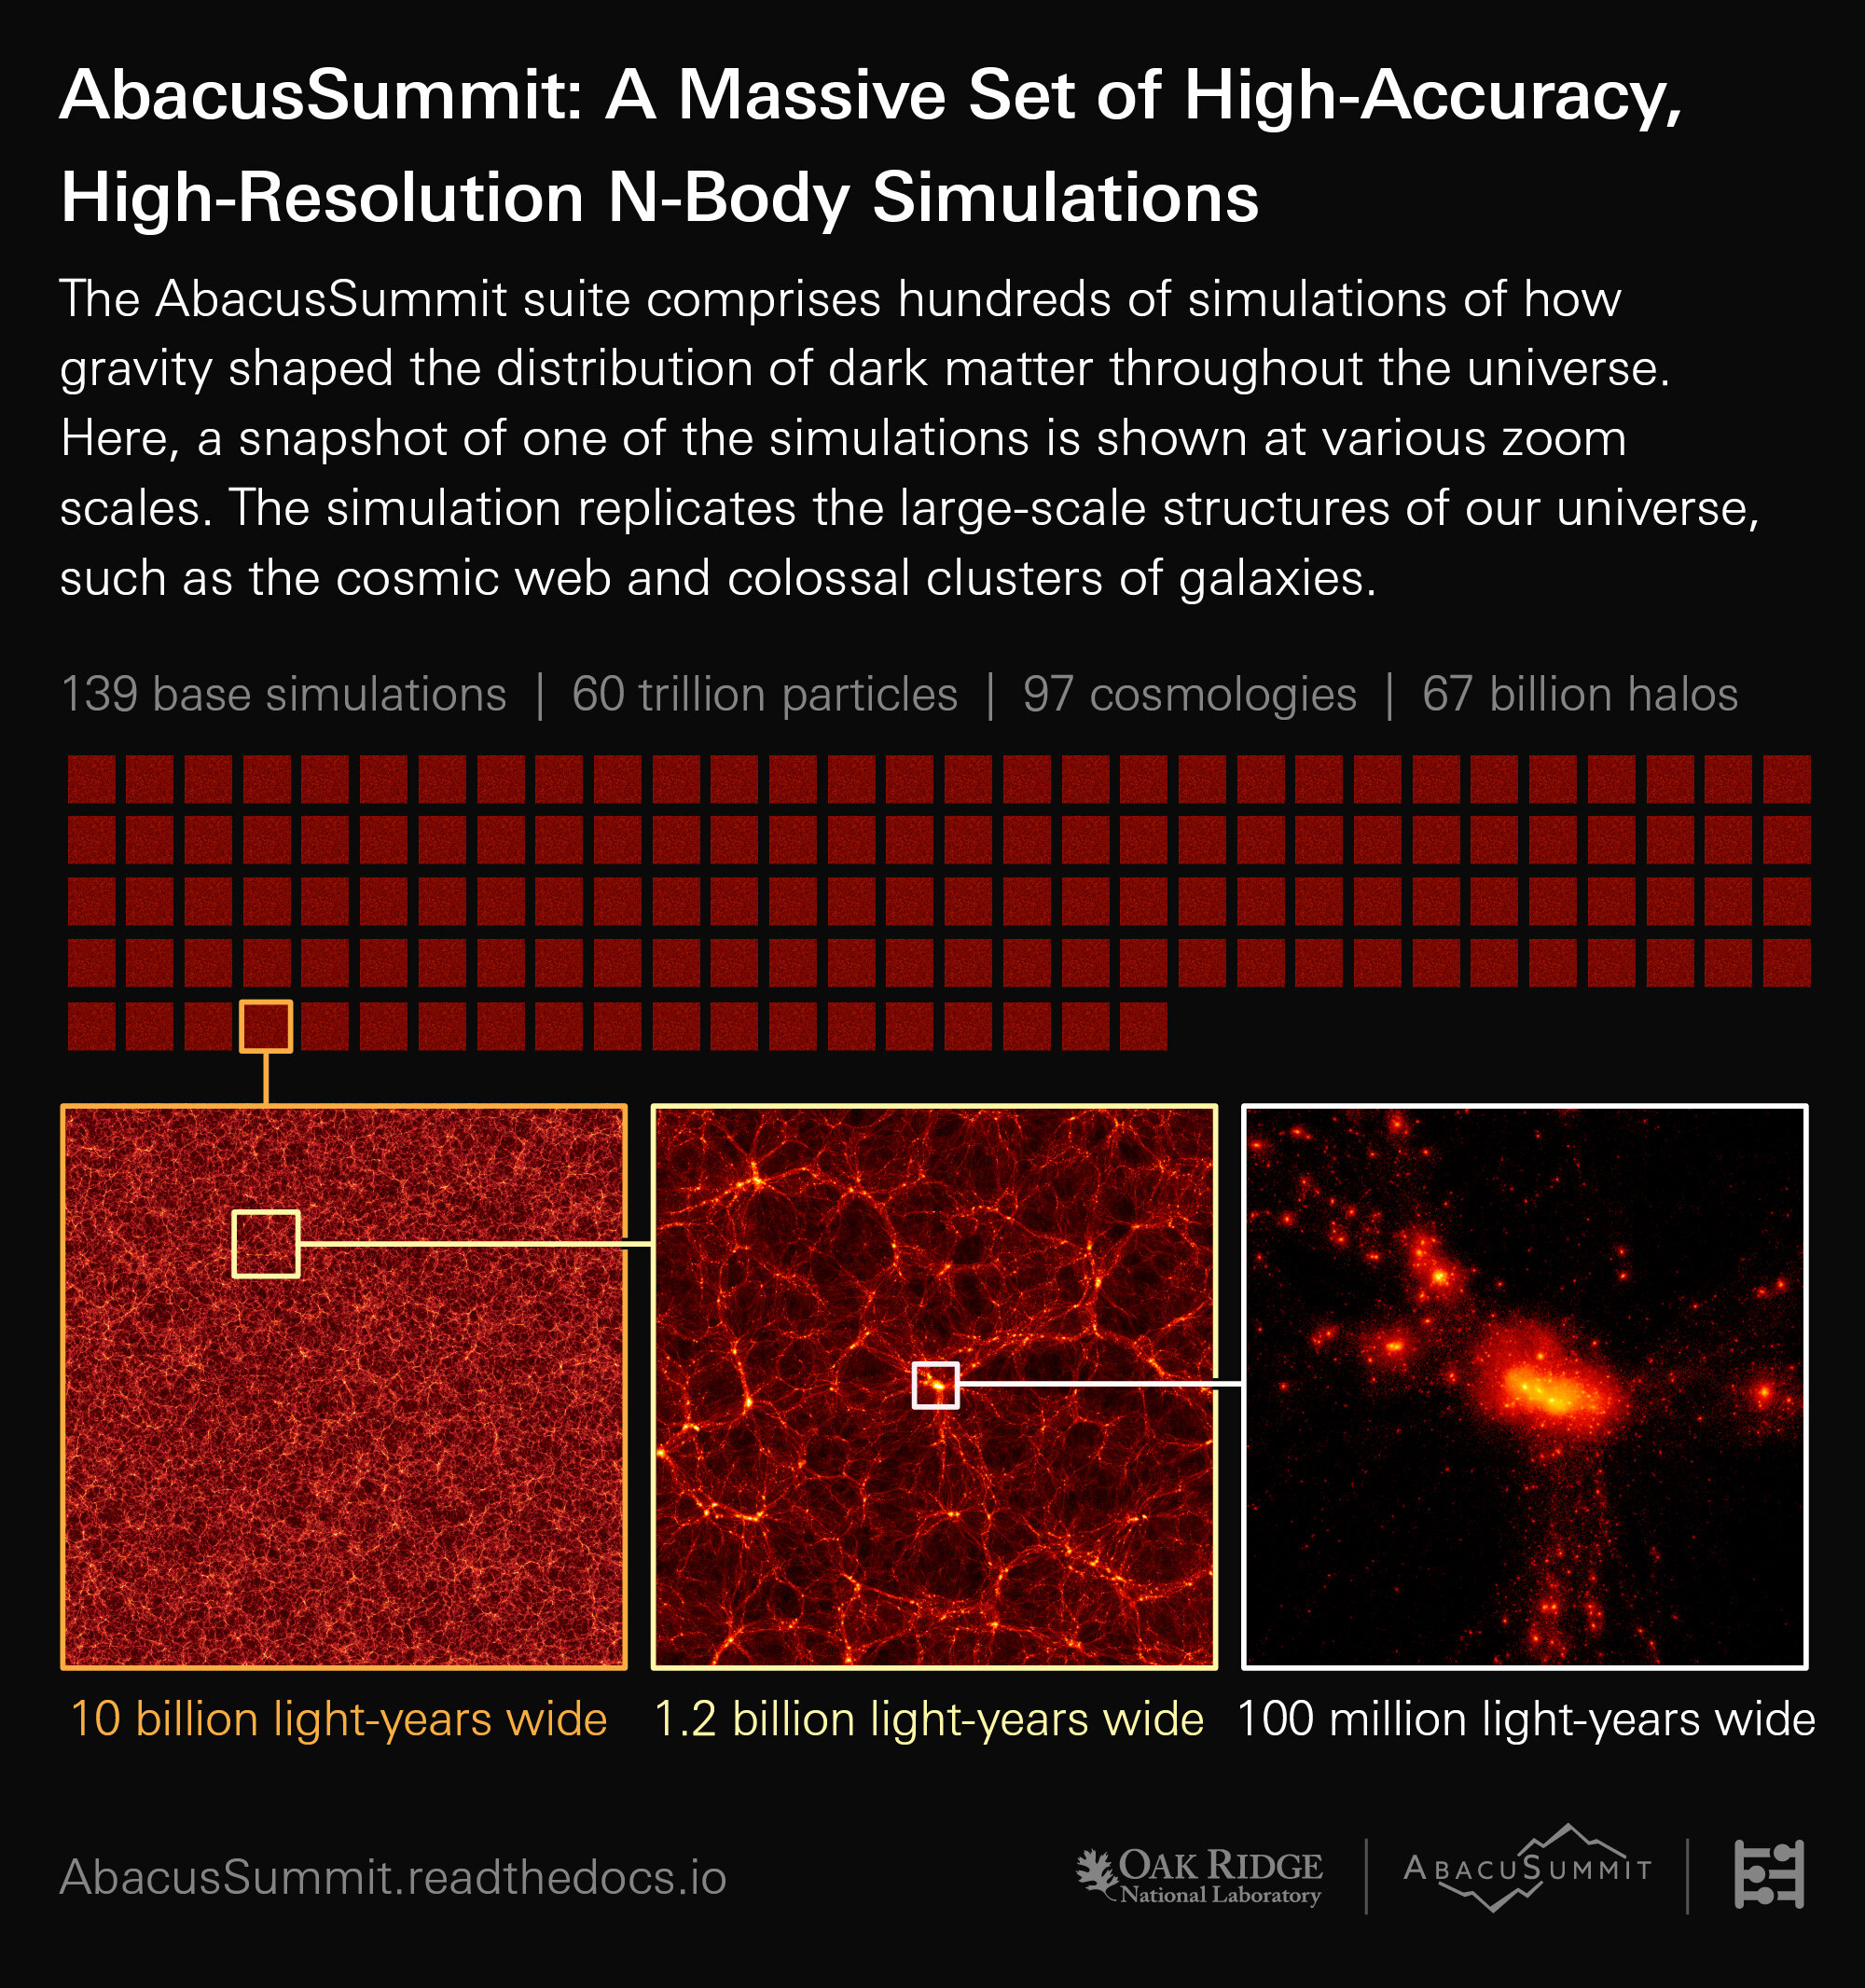 AbacusSummit: A Massive Set of High-Accuracy,
High-Resolution N-Body Simulations
The AbacusSummit suite comprises hundreds of simulations of how
gravity shaped the distribution of dark matter throughout the universe.
Here, a snapshot of one of the simulations is shown at various zoom
scales. The simulation replicates the large-scale structures of our universe,
such as the cosmic web and colossal clusters of galaxies.
139 base simulations | 60 trillion particles | 97 cosmologies | 67 billion halos
10 billion light-years wide
1.2 billion light-years wide
100 million light-years wide
AbacusSummit.readthedocs.io
OAK RIDGE
National Laboratory
ABACUSSUMMIT